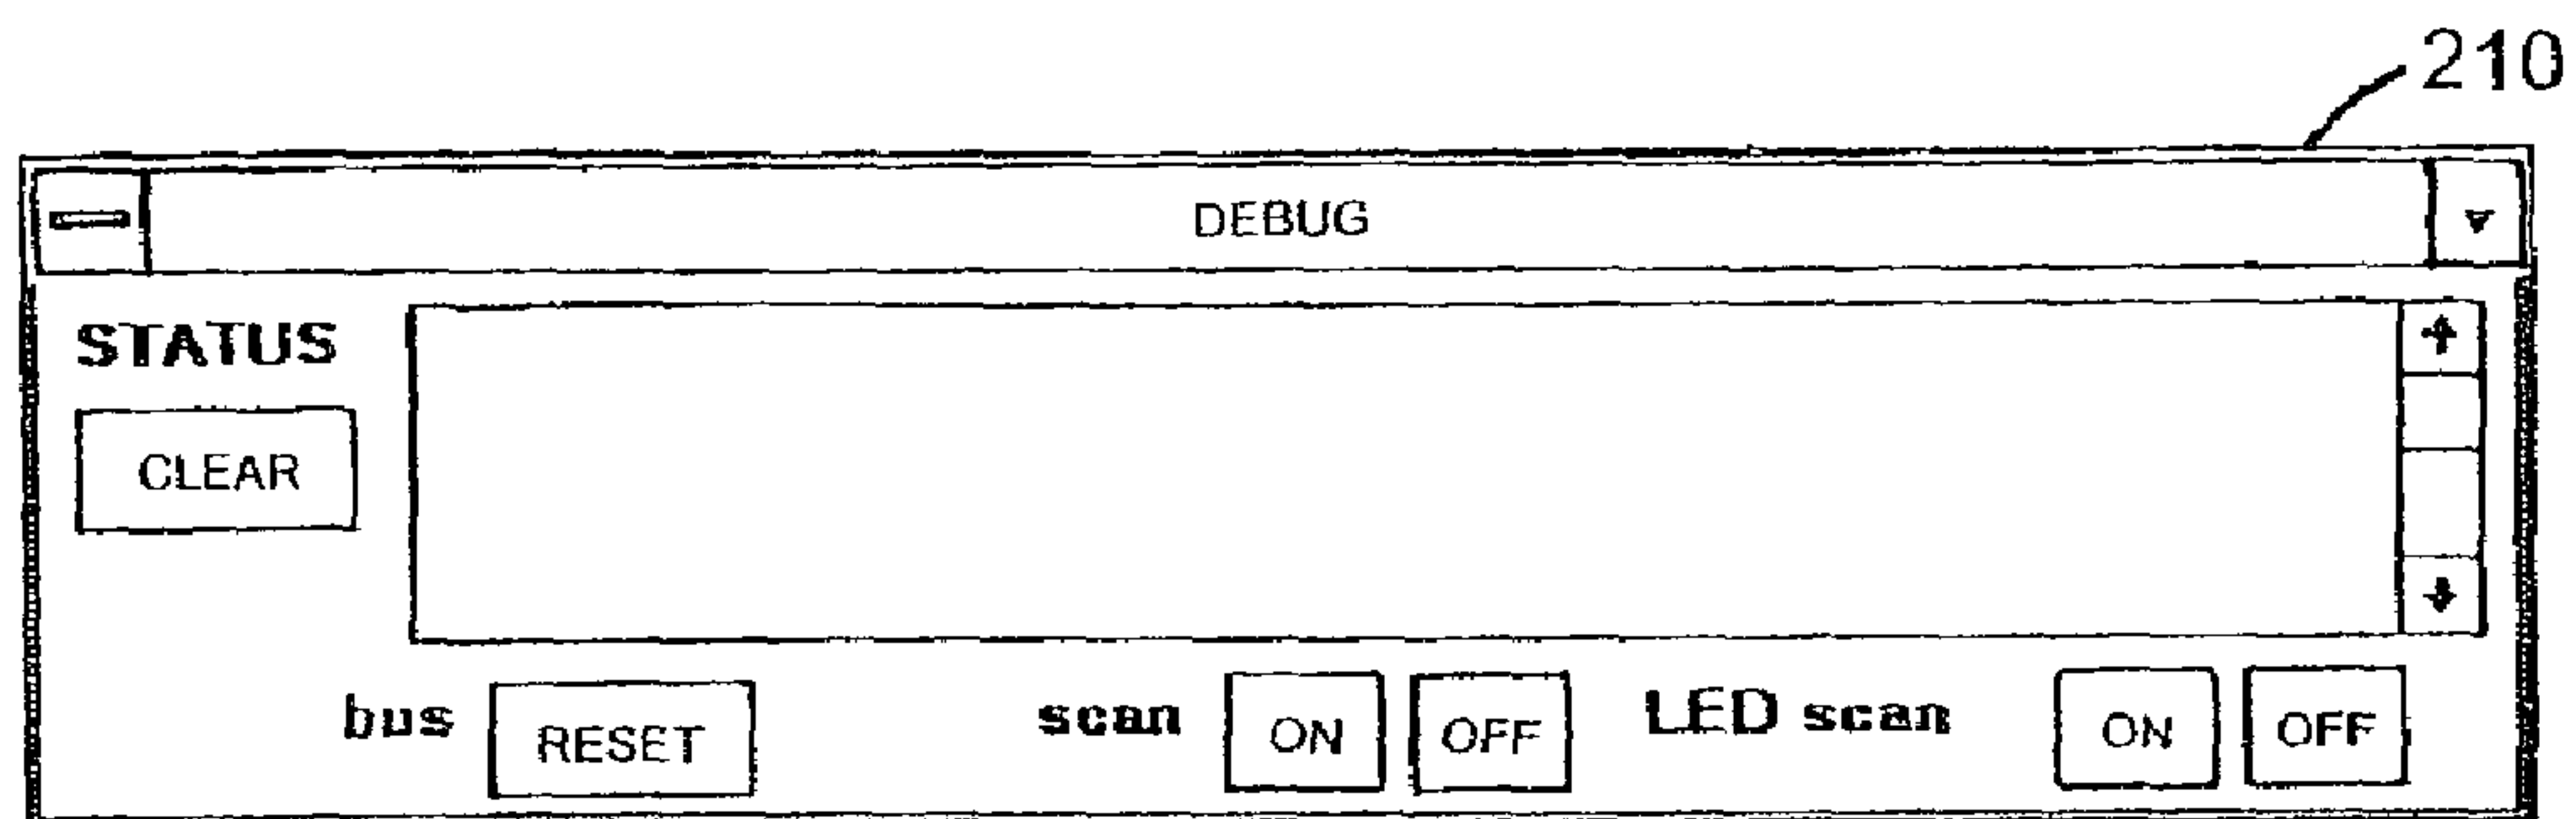 210
DEBUG
STATUS
CLEAR
bus RESET scan ON OFF LED scan ON OFF